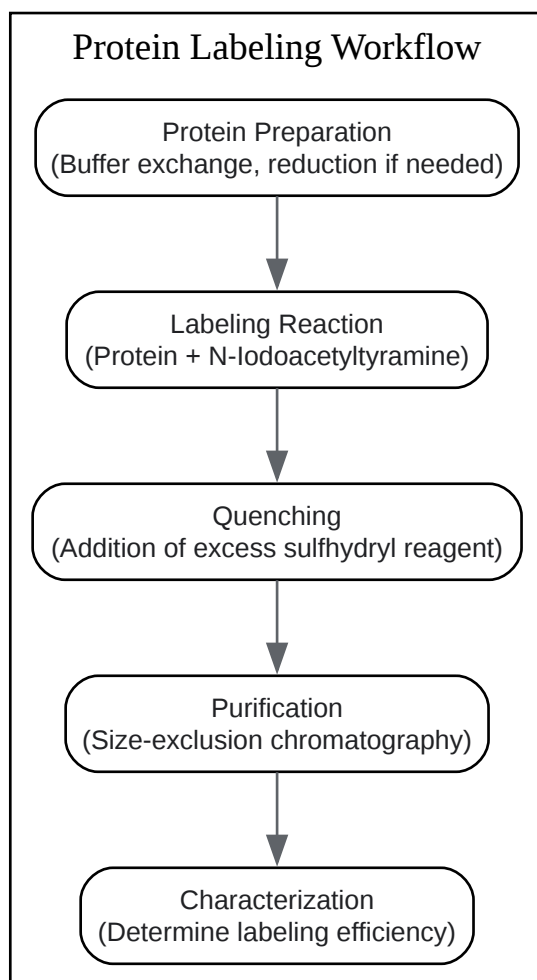 Protein Labeling Workflow
Protein Preparation
(Buffer exchange, reduction if needed)
Labeling Reaction
(Protein + N-Iodoacetyltyramine)
Quenching
(Addition of excess sulfhydryl reagent)
Purification
(Size-exclusion chromatography)
Characterization
(Determine labeling efficiency)